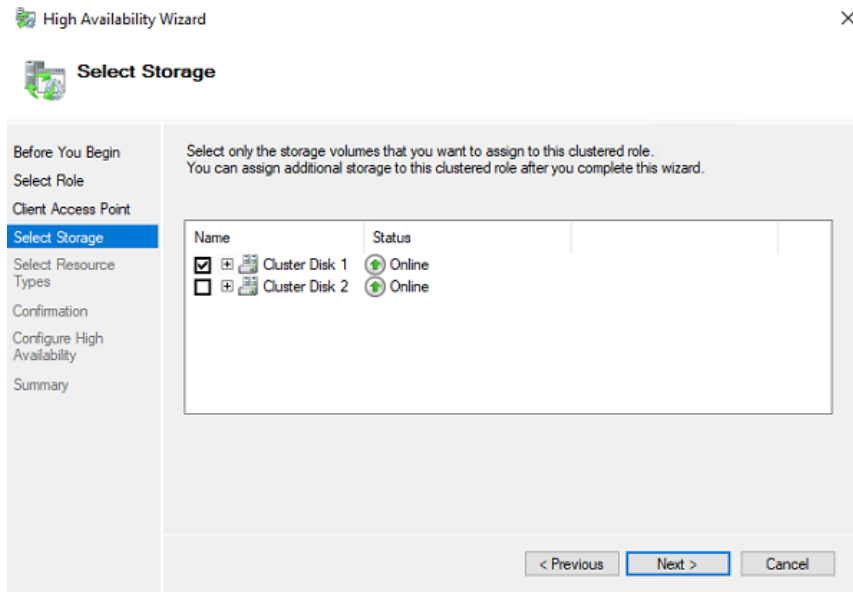 High Availability Wizard
Select Storage
Before You Begin
Select Role
Client Access Point
Select Storage
Select Resource
Types
Confirmation
Configure High
Availability
Summary
Select only the storage volumes that you want to assign to this clustered role.
You can assign additional storage to this clustered role after you complete this wizard.
Name Status
Cluster Disk 1 Online
Cluster Disk 2 Online
< Previous Next > Cancel